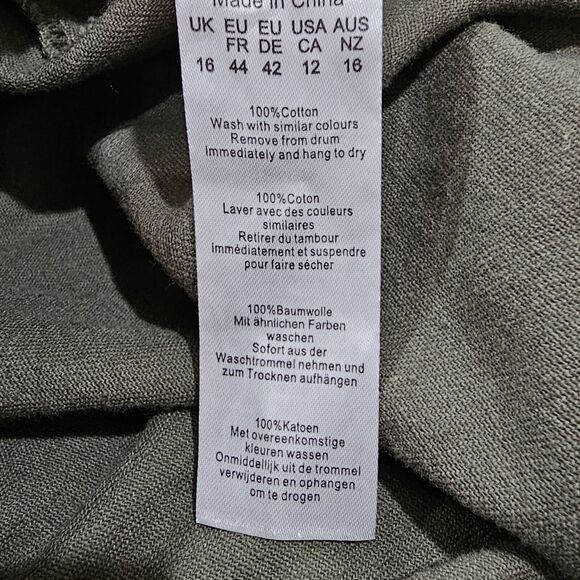 Made in China
UK EU EU USA AUS
FR DE CA NZ
16 44 42 12 16
100%Cotton
Wash with similar colours
Remove from drum
Immediately and hang to dry
100%Coton
Laver avec des couleurs
similaires
Retirer du tambour
immédiatement et suspendre
pour faire sécher
100%Baumwolle
Mit ähnlichen Farben
waschen
Sofort aus der
Waschtrommel nehmen und
zum Trocknen aufhängen
100%Katoen
Met overeenkomstige
kleuren wassen
Onmiddellijk uit de trommel
verwijderen en ophangen
om te drogen